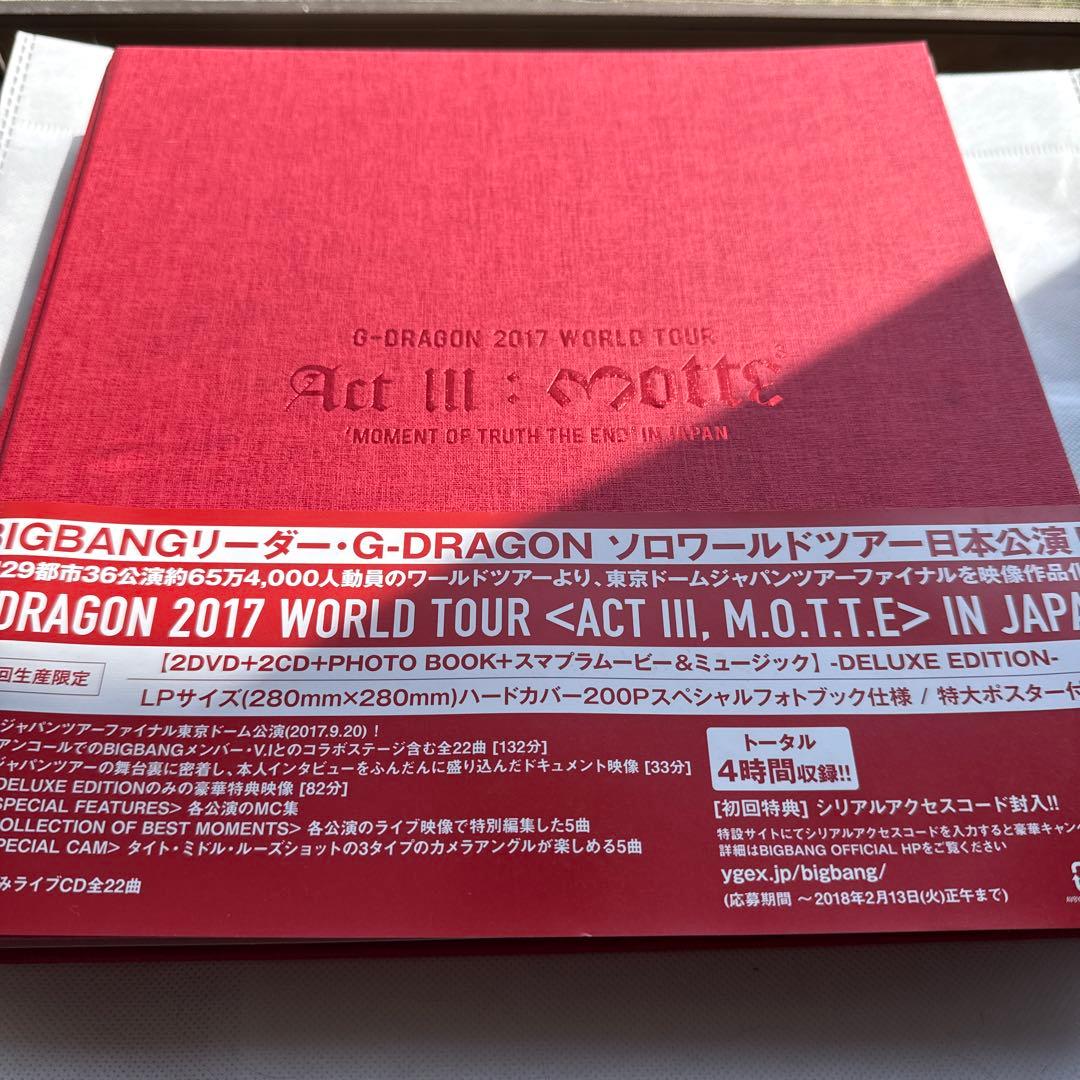 G-DRAGON 2017 WORLD TOUR
Act III : Motte
'MOMENT OF TRUTH THE END' IN JAPAN
BIGBANGリーダー・G-DRAGON ソロワールドツアー日本公演
29都市36公演約65万4,000人動員のワールドツアーより、東京ドームジャパンツアーファイナルを映像作品化
DRAGON 2017 WORLD TOUR <ACT III, M.O.T.T.E> IN JAPA
【2DVD+2CD+PHOTO BOOK+スマプラムービー&ミュージック】-DELUXE EDITION-
回生産限定
LPサイズ(280mm×280mm)ハードカバー200Pスペシャルフォトブック仕様 / 特大ポスター付
ジャパンツアーファイナル東京ドーム公演(2017.9.20)!
アンコールでのBIGBANGメンバー・V.Iとのコラボステージ含む全22曲 [132分]
ジャパンツアーの舞台裏に密着し、本人インタビューをふんだんに盛り込んだドキュメント映像 [33分]
DELUXE EDITIONのみの豪華特典映像 [82分]
SPECIAL FEATURES> 各公演のMC集
COLLECTION OF BEST MOMENTS> 各公演のライブ映像で特別編集した5曲
PECIAL CAM> タイト・ミドル・ルーズショットの3タイプのカメラアングルが楽しめる5曲
みライブCD全22曲
トータル
4時間収録!!
[初回特典] シリアルアクセスコード封入!!
特設サイトにてシリアルアクセスコードを入力すると豪華キャン
詳細はBIGBANG OFFICIAL HPをご覧ください
ygex.jp/bigbang/
(応募期間 ～2018年2月13日(火)正午まで)